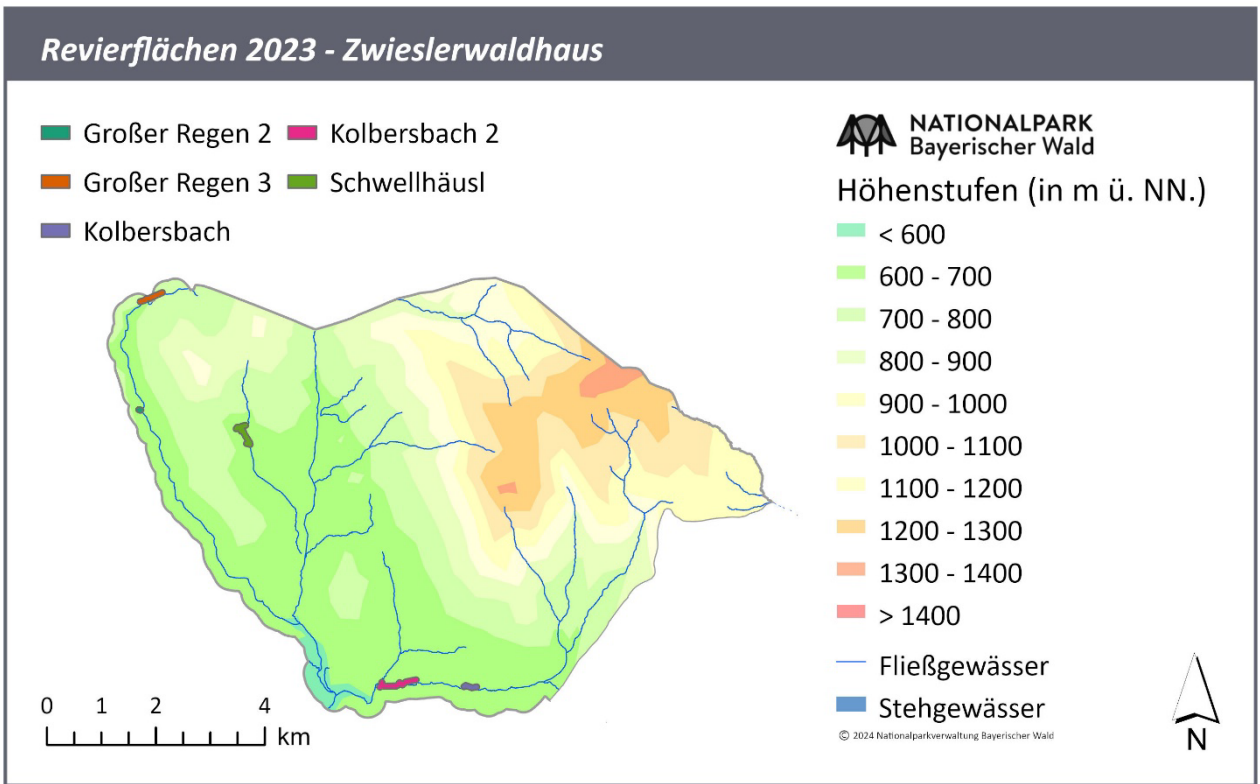 Revierflächen 2023 - Zwieslerwaldhaus
Großer Regen 2
Kolbersbach 2
Großer Regen 3
Schwellhäusl
Kolbersbach
NATIONALPARK
Bayerischer Wald
Höhenstufen (in m ü. NN.)
< 600
600 - 700
700 - 800
800 - 900
900 - 1000
1000 - 1100
1100 - 1200
1200 - 1300
1300 - 1400
> 1400
Fließgewässer
Stehgewässer
© 2024 Nationalparkverwaltung Bayerischer Wald
0 1 2 4
km
N